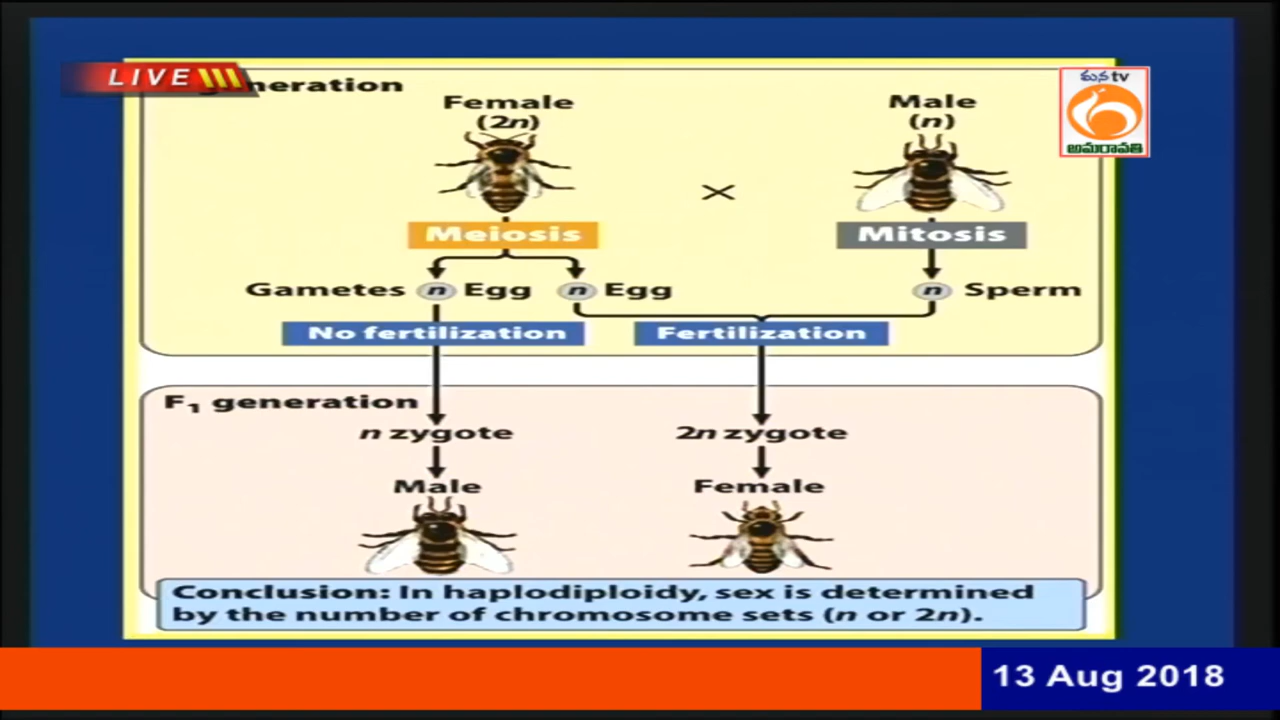 LIVE
neration
మన tv
అమరావతి
Female
(2n)
Male
(n)
×
Meiosis
Mitosis
Gametes n Egg n Egg
n Sperm
No fertilization
Fertilization
F₁ generation
n zygote
2n zygote
Male
Female
Conclusion: In haplodiploidy, sex is determined
by the number of chromosome sets (n or 2n).
13 Aug 2018